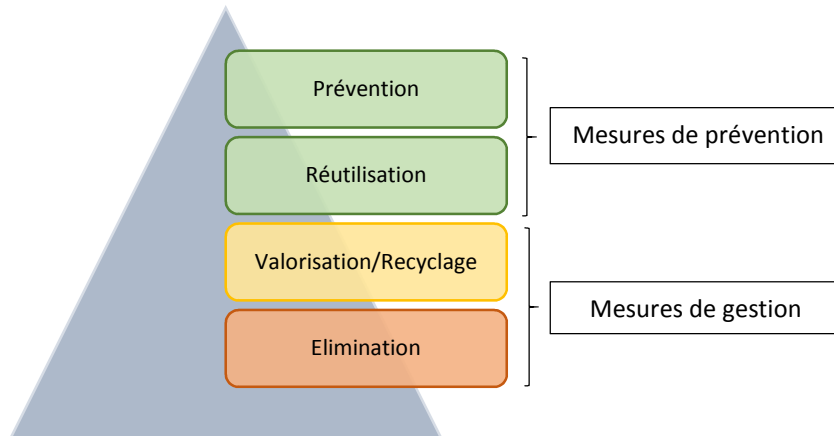 Prévention
Réutilisation
Mesures de prévention
Valorisation/Recyclage
Elimination
Mesures de gestion